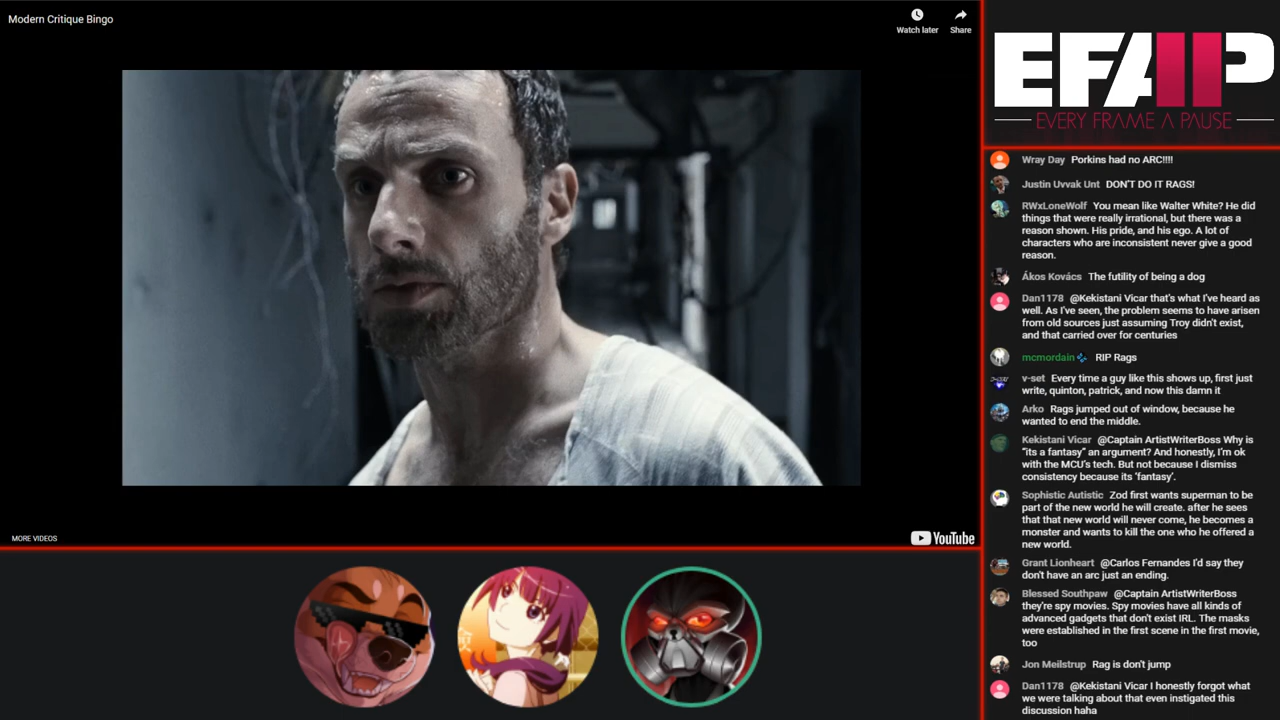 Modern Critique Bingo
Watch later
Share
MORE VIDEOS
YouTube
EFAP
EVERY FRAME A PAUSE
Wray Day Porkins had no ARC!!!!
Justin Uvvak Unt DON'T DO IT RAGS!
RWxLoneWolf You mean like Walter White? He did
things that were really irrational, but there was a
reason shown. His pride, and his ego. A lot of
characters who are inconsistent never give a good
reason.
Ákos Kovács The futility of being a dog
Dan1178 @Kekistani Vicar that's what I've heard as
well. As I've seen, the problem seems to have arisen
from old sources just assuming Troy didn't exist,
and that carried over for centuries
mcmordain RIP Rags
v-set Every time a guy like this shows up, first just
write, quinton, patrick, and now this damn it
Arko Rags jumped out of window, because he
wanted to end the middle.
Kekistani Vicar @Captain ArtistWriterBoss Why is
"its a fantasy" an argument? And honestly, I'm ok
with the MCU's tech. But not because I dismiss
consistency because its 'fantasy'.
Sophistic Autistic Zod first wants superman to be
part of the new world he will create. after he sees
that that new world will never come, he becomes a
monster and wants to kill the one who he offered a
new world.
Grant Lionheart @Carlos Fernandes I'd say they
don't have an arc just an ending.
Blessed Southpaw @Captain ArtistWriterBoss
they're spy movies. Spy movies have all kinds of
advanced gadgets that don't exist IRL. The masks
were established in the first scene in the first movie,
too
Jon Meilstrup Rag is don't jump
Dan1178 @Kekistani Vicar I honestly forgot what
we were talking about that even instigated this
discussion haha